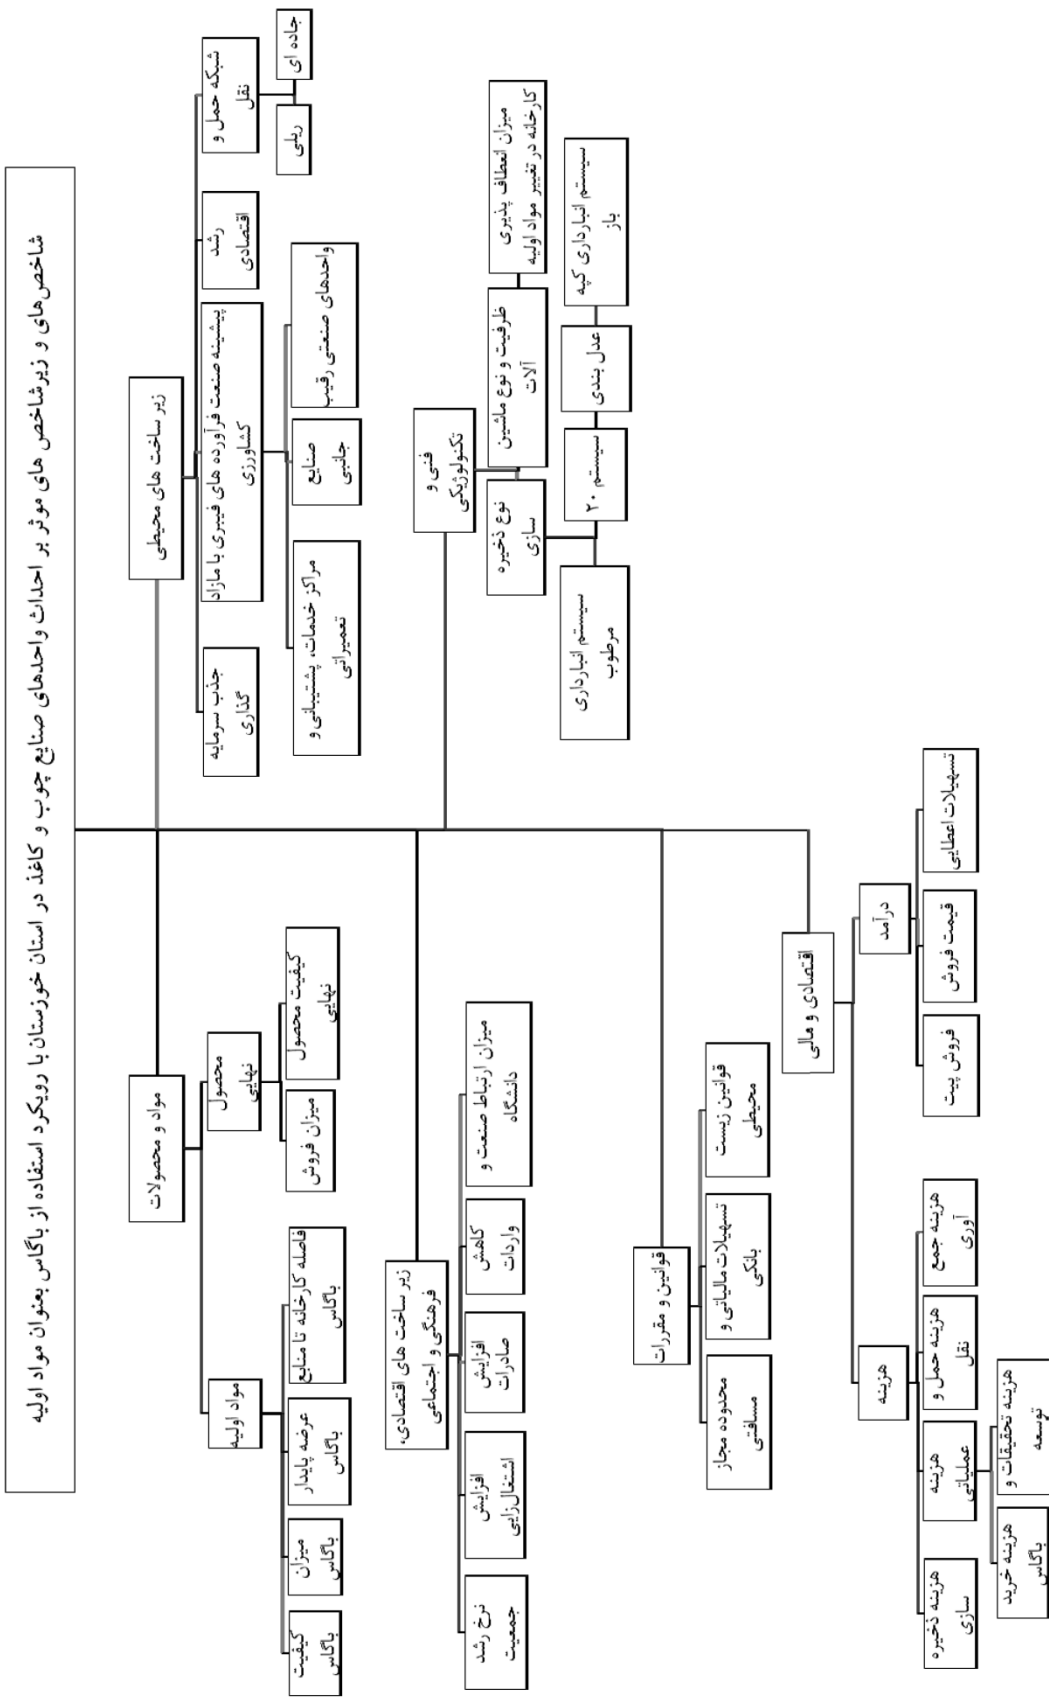 شاخص‌های و زیرشاخص های موثر بر احداث واحدهای صنایع چوب و کاغذ در استان خوزستان با رویکرد استفاده از باگاس بعنوان مواد اولیه
زیر ساخت های محیطی
شبکه حمل و
نقل
جاده ای
ریلی
رشد
اقتصادی
پیشینه صنعت فرآورده های فیبری با مازاد
کشاورزی
واحدهای صنعتی رقیب
صنایع
جانبی
مراکز خدمات، پشتیبانی و
تعمیراتی
جذب سرمایه
گذاری
مواد و محصولات
محصول
نهایی
کیفیت محصول
نهایی
میزان فروش
مواد اولیه
فاصله کارخانه تا منابع
باگاس
عرضه پایدار
باگاس
میزان
باگاس
کیفیت
باگاس
فنی و
تکنولوژیکی
میزان انعطاف پذیری
کارخانه در تغییر مواد اولیه
ظرفیت و نوع ماشین
آلات
نوع ذخیره
سازی
سیستم انبارداری کپه
باز
عدل بندی
سیستم ۲۰
سیستم انبارداری
مرطوب
زیر ساخت های اقتصادی،
فرهنگی و اجتماعی
میزان ارتباط صنعت و
دانشگاه
کاهش
واردات
افزایش
صادرات
افزایش
اشتغال‌زایی
نرخ رشد
جمعیت
قوانین و مقررات
قوانین زیست
محیطی
تسهیلات مالیاتی و
بانکی
محدوده مجاز
مسافتی
اقتصادی و مالی
درآمد
تسهیلات اعطایی
قیمت فروش
فروش پیت
هزینه
هزینه جمع
آوری
هزینه حمل و
نقل
هزینه
عملیاتی
هزینه ذخیره
سازی
هزینه تحقیقات و
توسعه
هزینه خرید
باگاس